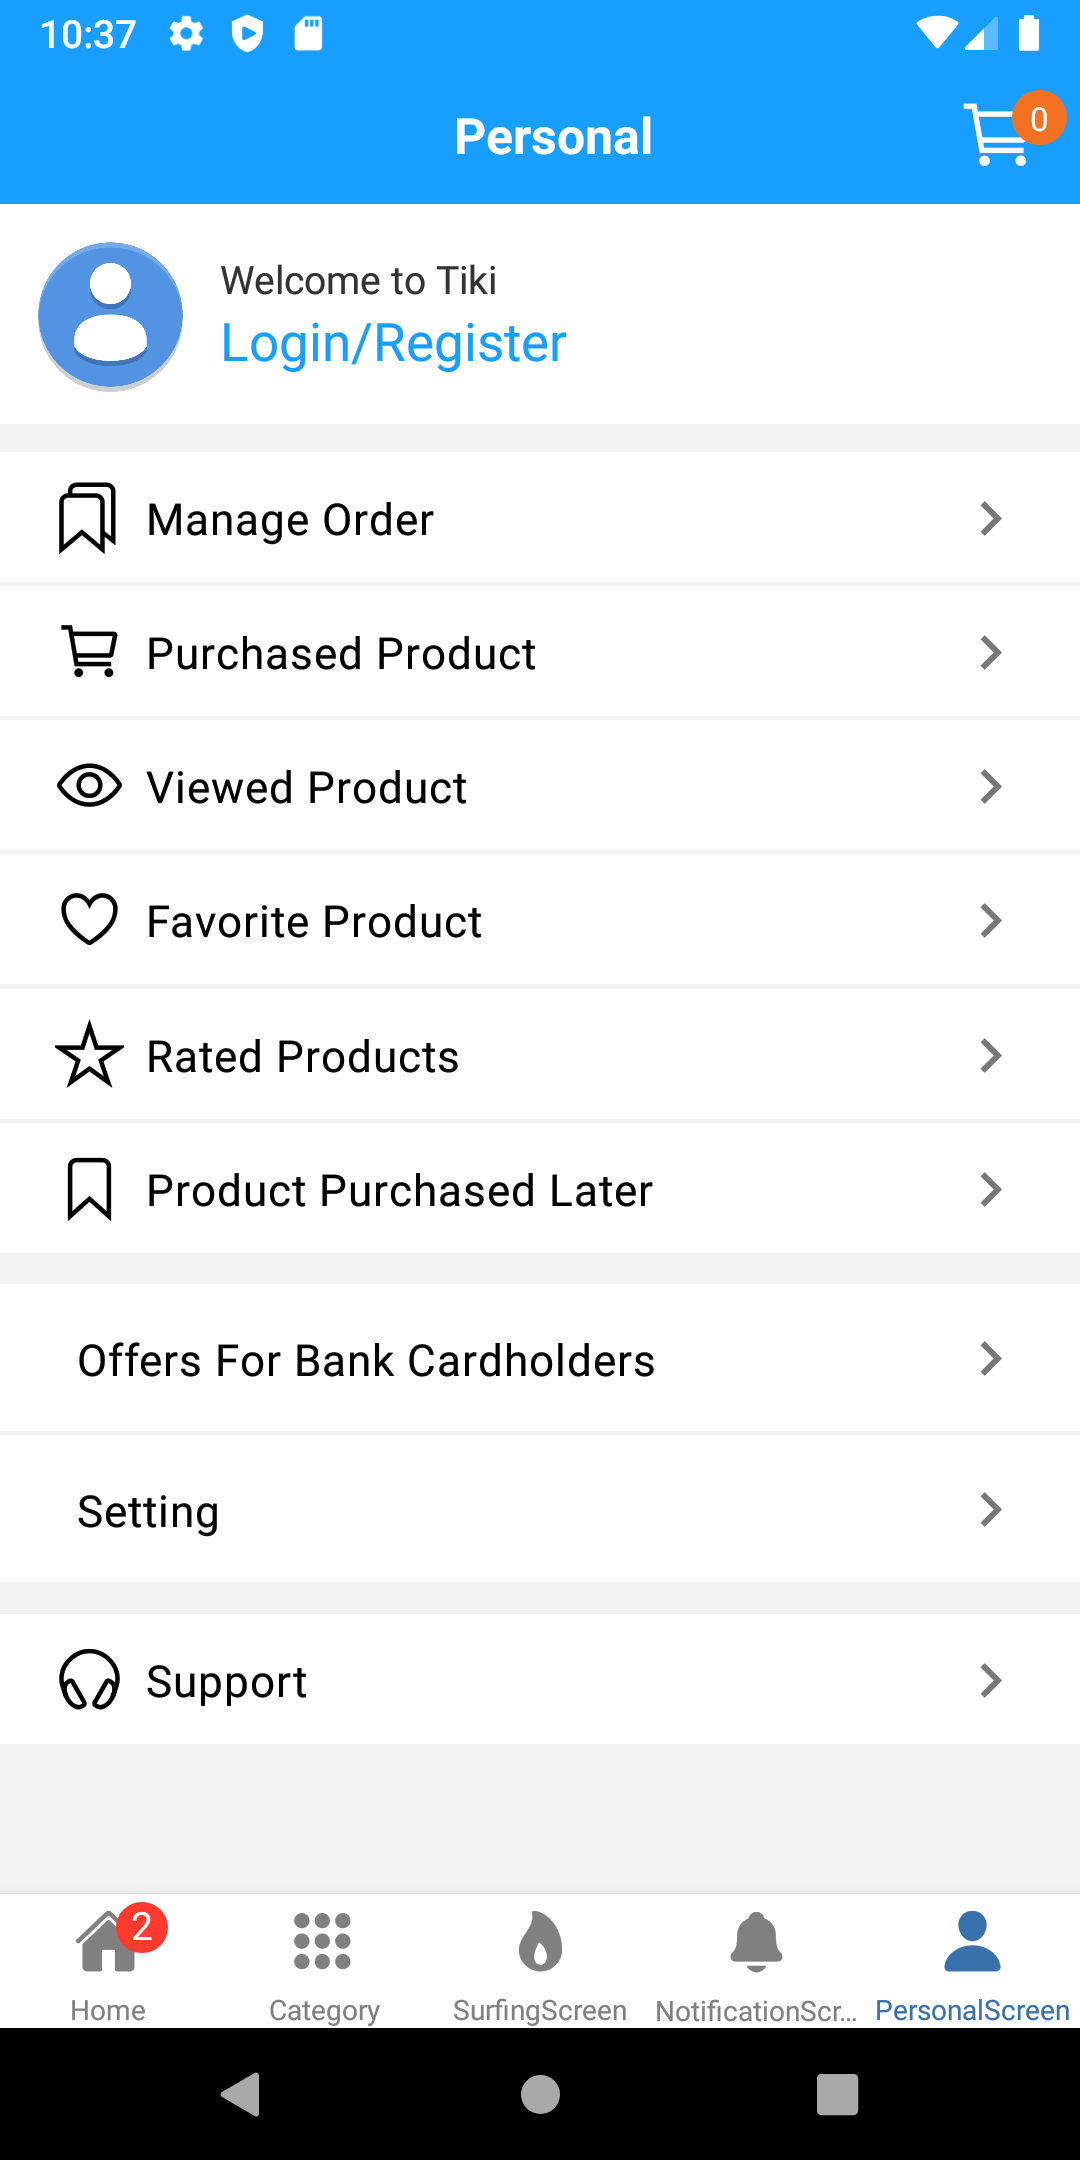 10:37
Personal
0
Welcome to Tiki
Login/Register
Manage Order
Purchased Product
Viewed Product
Favorite Product
Rated Products
Product Purchased Later
Offers For Bank Cardholders
Setting
Support
2
Home
Category
SurfingScreen
NotificationScr...
PersonalScreen